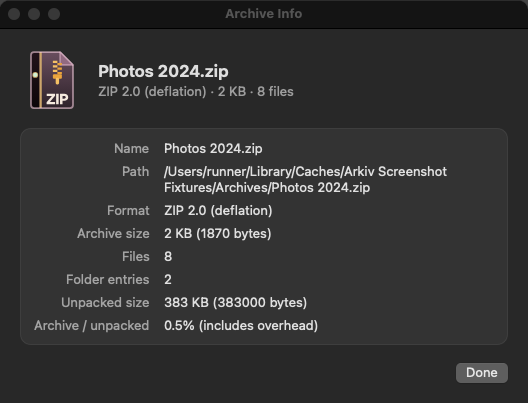 Archive Info
Photos 2024.zip
ZIP 2.0 (deflation) · 2 KB · 8 files
ZIP
Name Photos 2024.zip
Path /Users/runner/Library/Caches/Arkiv Screenshot
Fixtures/Archives/Photos 2024.zip
Format ZIP 2.0 (deflation)
Archive size 2 KB (1870 bytes)
Files 8
Folder entries 2
Unpacked size 383 KB (383000 bytes)
Archive / unpacked 0.5% (includes overhead)
Done